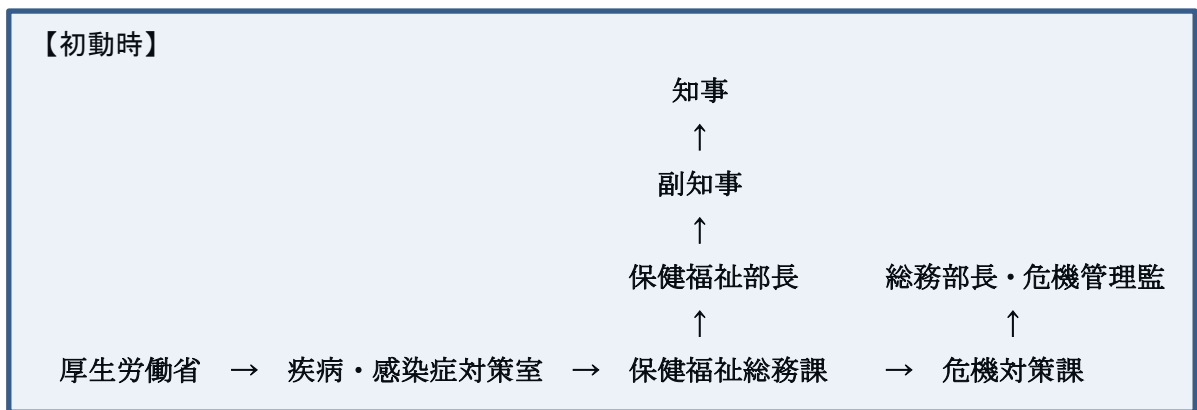 【初動時】
知事
↑
副知事
↑
保健福祉部長 総務部長・危機管理監
↑ ↑
厚生労働省 → 疾病・感染症対策室 → 保健福祉総務課 → 危機対策課